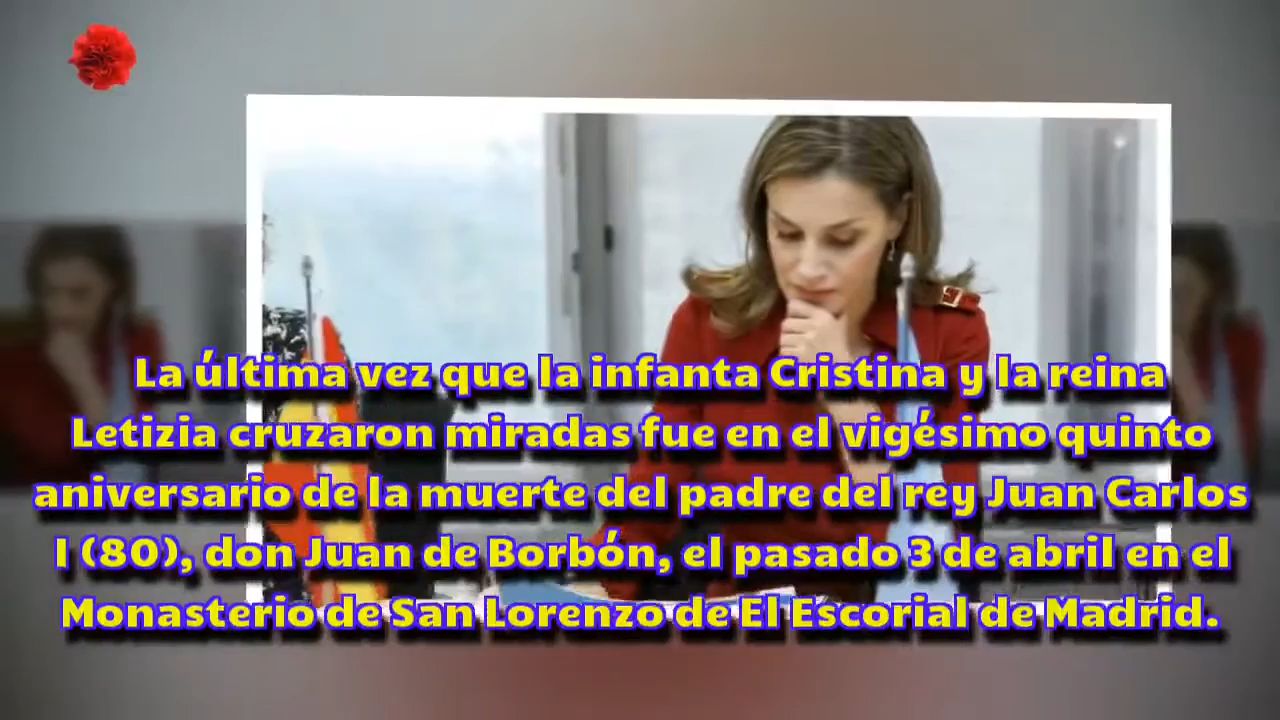 La última vez que la infanta Cristina y la reina
Letizia cruzaron miradas fue en el vigésimo quinto
aniversario de la muerte del padre del rey Juan Carlos
I (80), don Juan de Borbón, el pasado 3 de abril en el
Monasterio de San Lorenzo de El Escorial de Madrid.